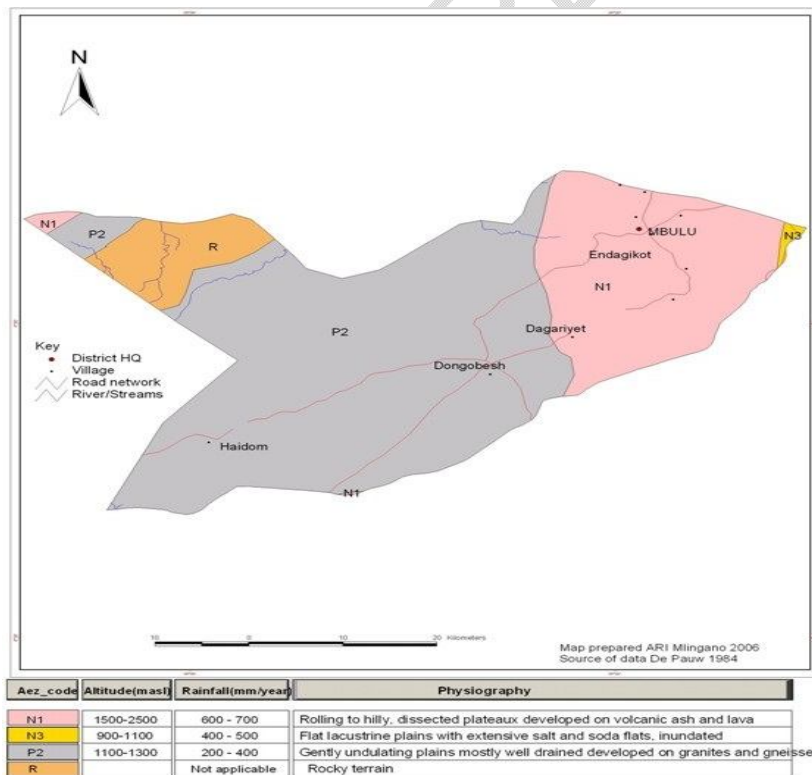 N
N1
P2
R
MBULU
N3
Endagikot
N1
P2
Dagariyet
Key
District HQ
Village
Road network
River/Streams
Dongobesh
Haidom
N1
10 0 10 20 Kilometers
Map prepared ARI Mlingano 2006
Source of data De Pauw 1984
Aez_code Altitude(masl) Rainfall(mm/year) Physiography
N1 1500-2500 600 - 700 Rolling to hilly, dissected plateaux developed on volcanic ash and lava
N3 900-1100 400 - 500 Flat lacustrine plains with extensive salt and soda flats, inundated
P2 1100-1300 200 - 400 Gently undulating plains mostly well drained developed on granites and gneisse
R Not applicable Rocky terrain